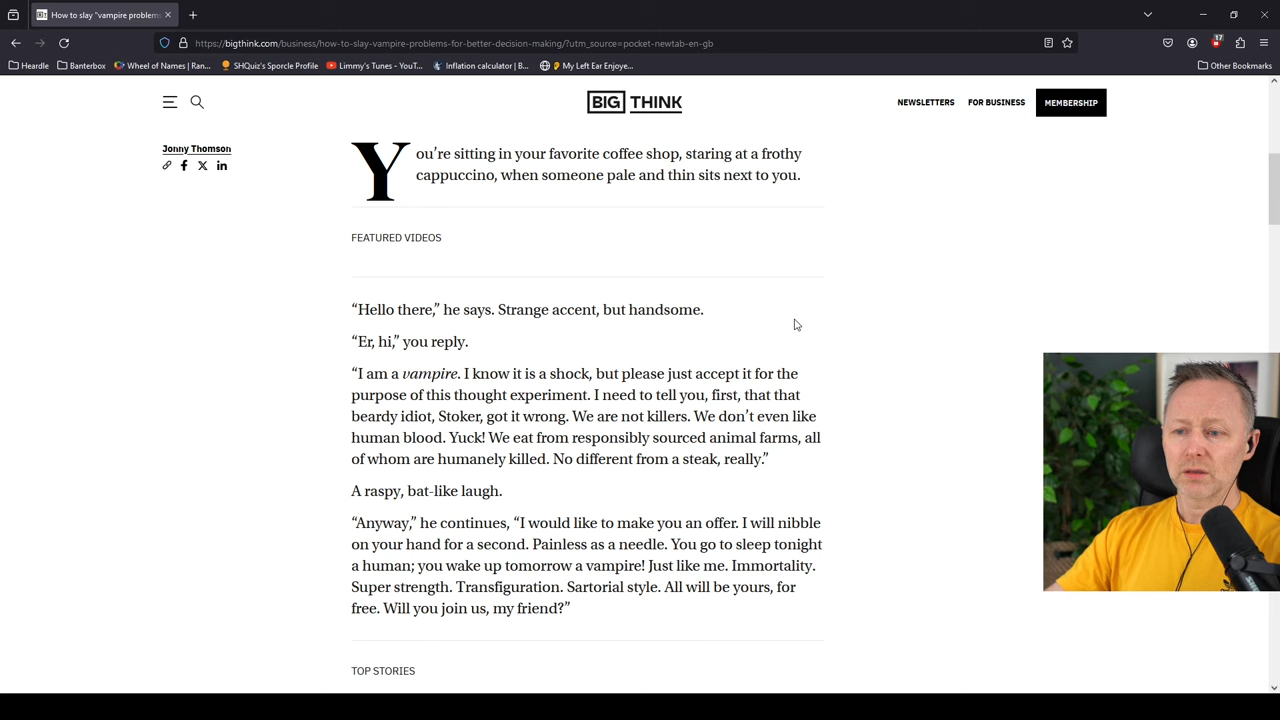 How to slay "vampire problem
https://bigthink.com/business/how-to-slay-vampire-problems-for-better-decision-making/?utm_source=pocket-newtab-en-gb
17
Heardle
Banterbox
Wheel of Names | Ran...
SHQuiz's Sporcle Profile
Limmy's Tunes - YouT...
Inflation calculator | B...
My Left Ear Enjoye...
Other Bookmarks
BIG THINK
NEWSLETTERS
FOR BUSINESS
MEMBERSHIP
Jonny Thomson
You’re sitting in your favorite coffee shop, staring at a frothy
cappuccino, when someone pale and thin sits next to you.
FEATURED VIDEOS
“Hello there,” he says. Strange accent, but handsome.
“Er, hi,” you reply.
“I am a vampire. I know it is a shock, but please just accept it for the
purpose of this thought experiment. I need to tell you, first, that that
beardy idiot, Stoker, got it wrong. We are not killers. We don’t even like
human blood. Yuck! We eat from responsibly sourced animal farms, all
of whom are humanely killed. No different from a steak, really.”
A raspy, bat-like laugh.
“Anyway,” he continues, “I would like to make you an offer. I will nibble
on your hand for a second. Painless as a needle. You go to sleep tonight
a human; you wake up tomorrow a vampire! Just like me. Immortality.
Super strength. Transfiguration. Sartorial style. All will be yours, for
free. Will you join us, my friend?”
TOP STORIES